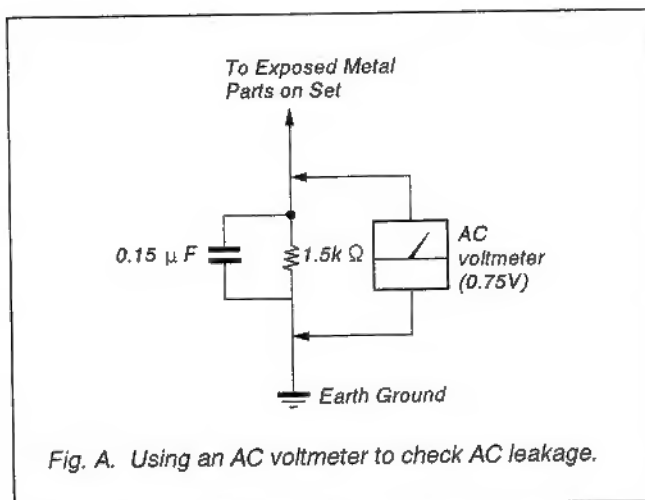 To Exposed Metal
Parts on Set
0.15 μ F
1.5k Ω
AC
voltmeter
(0.75V)
Earth Ground
Fig. A. Using an AC voltmeter to check AC leakage.